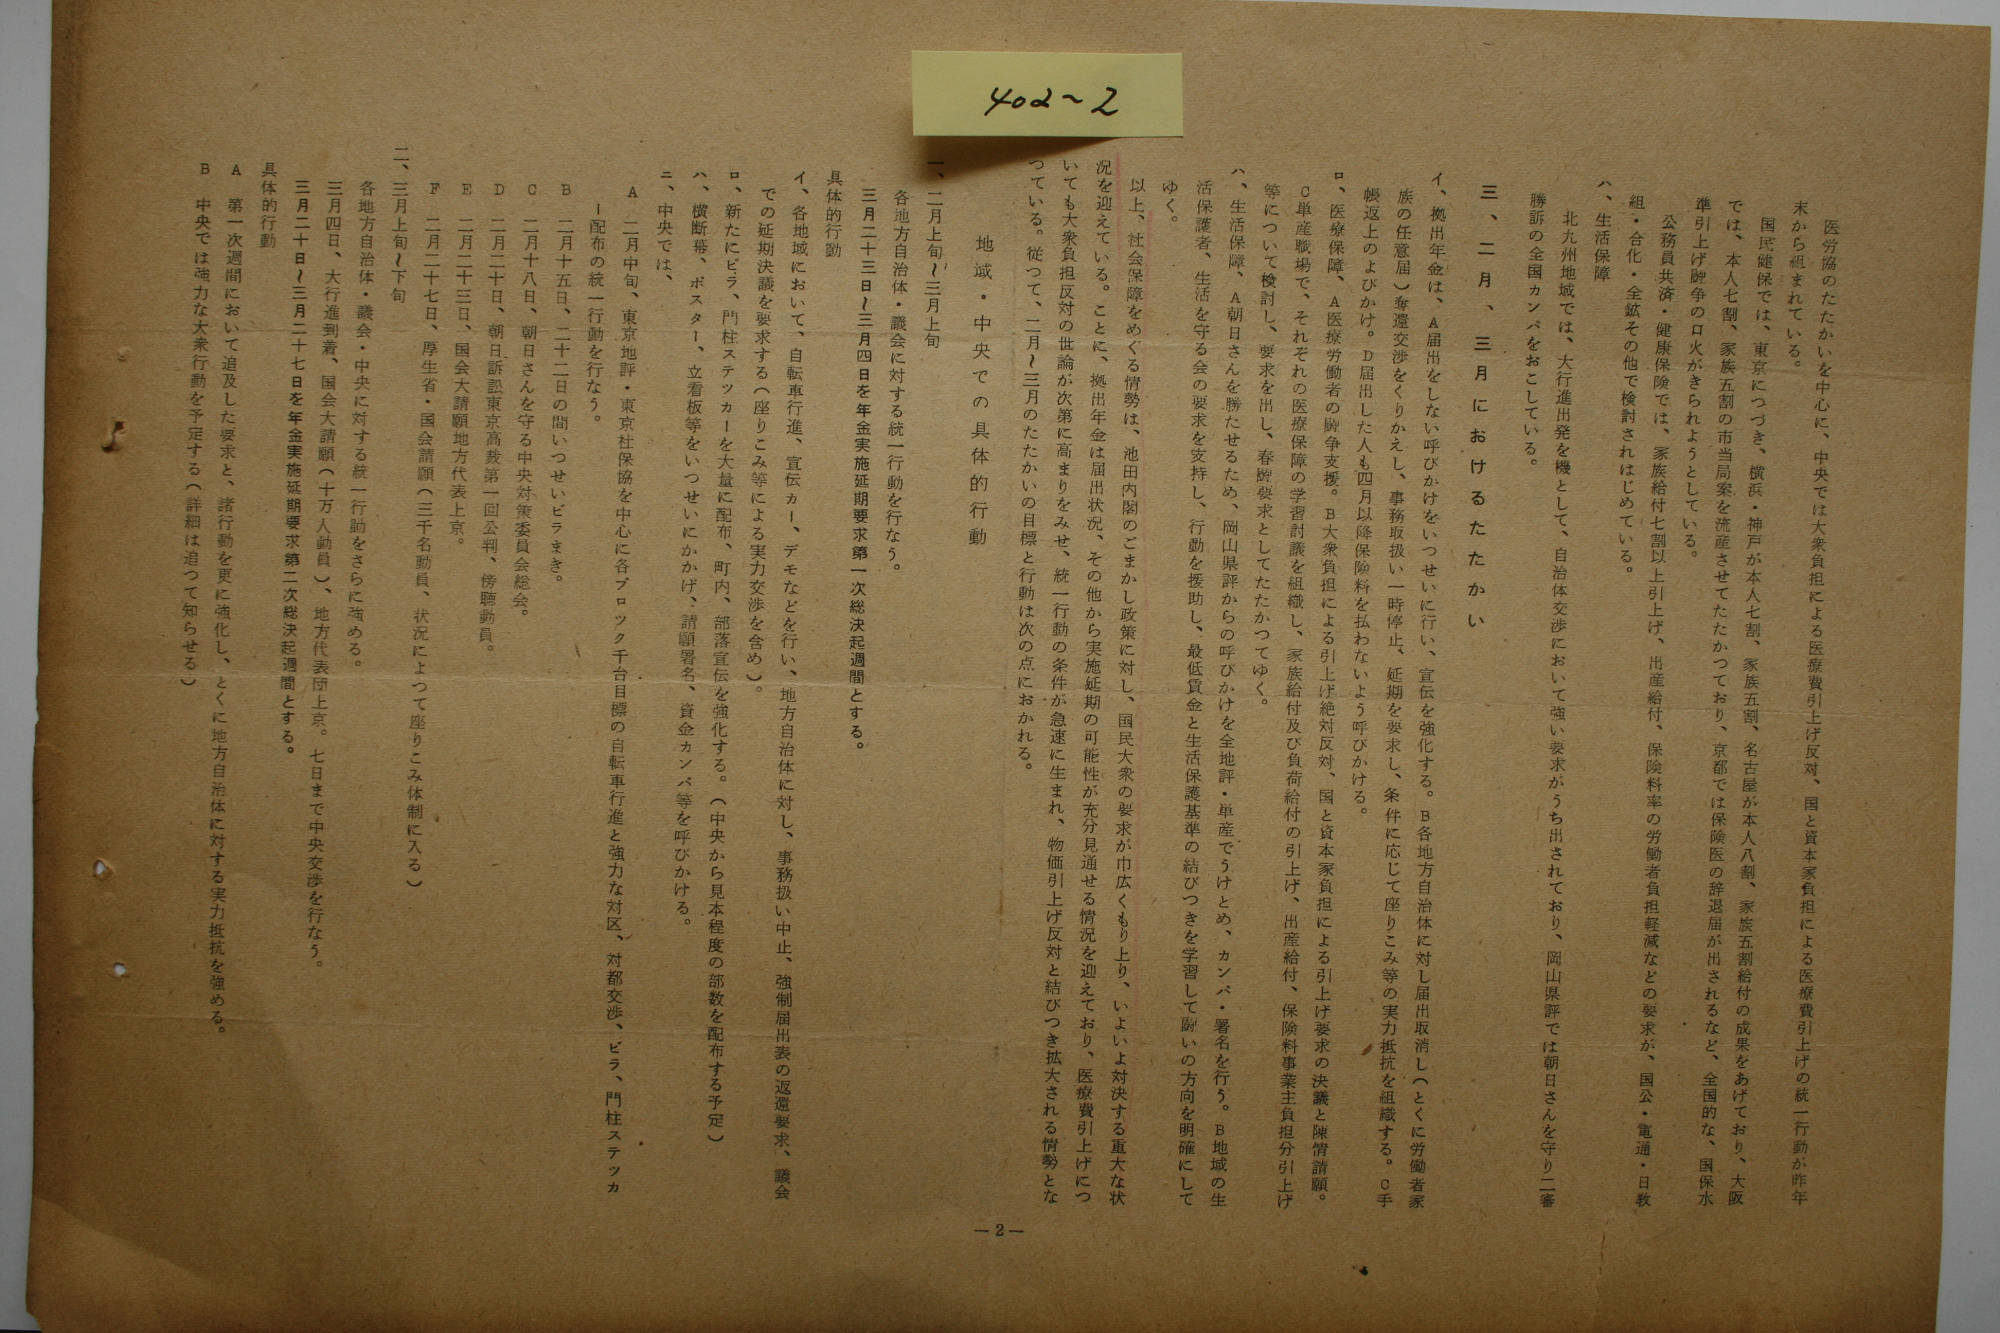 402~2
医労協のたたかいを中心に、中央では大衆負担による医療費引上げ反対、国と資本家負担による医療費引上げの統一行動が昨年
末から組まれている。
国民健保では、東京につづき、横浜・神戸が本人七割、家族五割、名古屋が本人八割、家族五割給付の成果をあげており、大阪
では、本人七割、家族五割の市当局案を流産させてたたかつており、京都では保険医の辞退届が出されるなど、全国的な、国保水
準引上げ闘争の口火がきられようとしている。
公務員共済・健康保険では、家族給付七割以上引上げ、出産給付、保険料率の労働者負担軽減などの要求が、国公・電通・日教
組・合化・全鉱その他で検討されはじめている。
ハ、生活保障
北九州地域では、大行進出発を機として、自治体交渉において強い要求がうち出されており、岡山県評では朝日さんを守り二審
勝訴の全国カンパをおこしている。
三、二月、三月におけるたたかい
イ、拠出年金は、A届出をしない呼びかけをいつせいに行い、宣伝を強化する。B各地方自治体に対し届出取消し(とくに労働者家
族の任意届)奪還交渉をくりかえし、事務取扱い一時停止、延期を要求し、条件に応じて座りこみ等の実力抵抗を組織する。C手
帳返上のよびかけ。D届出した人も四月以降保険料を払わないよう呼びかける。
ロ、医療保障、A医療労働者の闘争支援。B大衆負担による引上げ絶対反対、国と資本家負担による引上げ要求の決議と陳情請願。
C単産職場で、それぞれの医療保障の学習討議を組織し、家族給付及び負荷給付の引上げ、出産給付、保険料事業主負担分引上げ
等について検討し、要求を出し、春闘要求としてたたかつてゆく。
ハ、生活保障、A朝日さんを勝たせるため、岡山県評からの呼びかけを全地評・単産でうけとめ、カンパ・署名を行う。B地域の生
活保護者、生活を守る会の要求を支持し、行動を援助し、最低賃金と生活保護基準の結びつきを学習して闘いの方向を明確にして
ゆく。
以上、社会保障をめぐる情勢は、池田内閣のごまかし政策に対し、国民大衆の要求が巾広くもり上り、いよいよ対決する重大な状
況を迎えている。ことに、拠出年金は届出状況、その他から実施延期の可能性が充分見通せる情況を迎えており、医療費引上げにつ
いても大衆負担反対の世論が次第に高まりをみせ、統一行動の条件が急速に生まれ、物価引上げ反対と結びつき拡大される情勢とな
つている。従つて、二月~三月のたたかいの目標と行動は次の点におかれる。
地域・中央での具体的行動
一、二月上旬~三月上旬
各地方自治体・議会に対する統一行動を行なう。
三月二十三日~三月四日を年金実施延期要求第一次総決起週間とする。
具体的行動
イ、各地域において、自転車行進、宣伝カー、デモなどを行い、地方自治体に対し、事務扱い中止、強制届出表の返還要求、議会
での延期決議を要求する(座りこみ等による実力交渉を含め)。
ロ、新たにビラ、門柱ステツカーを大量に配布、町内、部落宣伝を強化する。(中央から見本程度の部数を配布する予定)
ハ、横断幕、ポスター、立看板等をいつせいにかかげ、請願署名、資金カンパ等を呼びかける。
ニ、中央では、
A 二月中旬、東京地評・東京社保協を中心に各ブロツク千台目標の自転車行進と強力な対区、対都交渉、ビラ、門柱ステツカ
ー配布の統一行動を行なう。
B 二月十五日、二十二日の間いつせいビラまき。
C 二月十八日、朝日さんを守る中央対策委員会総会。
D 二月二十日、朝日訴訟東京高裁第一回公判、傍聴動員。
E 二月二十三日、国会大請願地方代表上京。
F 二月二十七日、厚生省・国会請願(三千名動員、状況によつて座りこみ体制に入る)
二、三月上旬~下旬
各地方自治体・議会・中央に対する統一行動をさらに強める。
三月四日、大行進到着、国会大請願(十万人動員)、地方代表団上京。七日まで中央交渉を行なう。
三月二十日~三月二十七日を年金実施延期要求第二次総決起週間とする。
具体的行動
A 第一次週間において追及した要求と、諸行動を更に強化し、とくに地方自治体に対する実力抵抗を強める。
B 中央では強力な大衆行動を予定する(詳細は追つて知らせる)
—2—